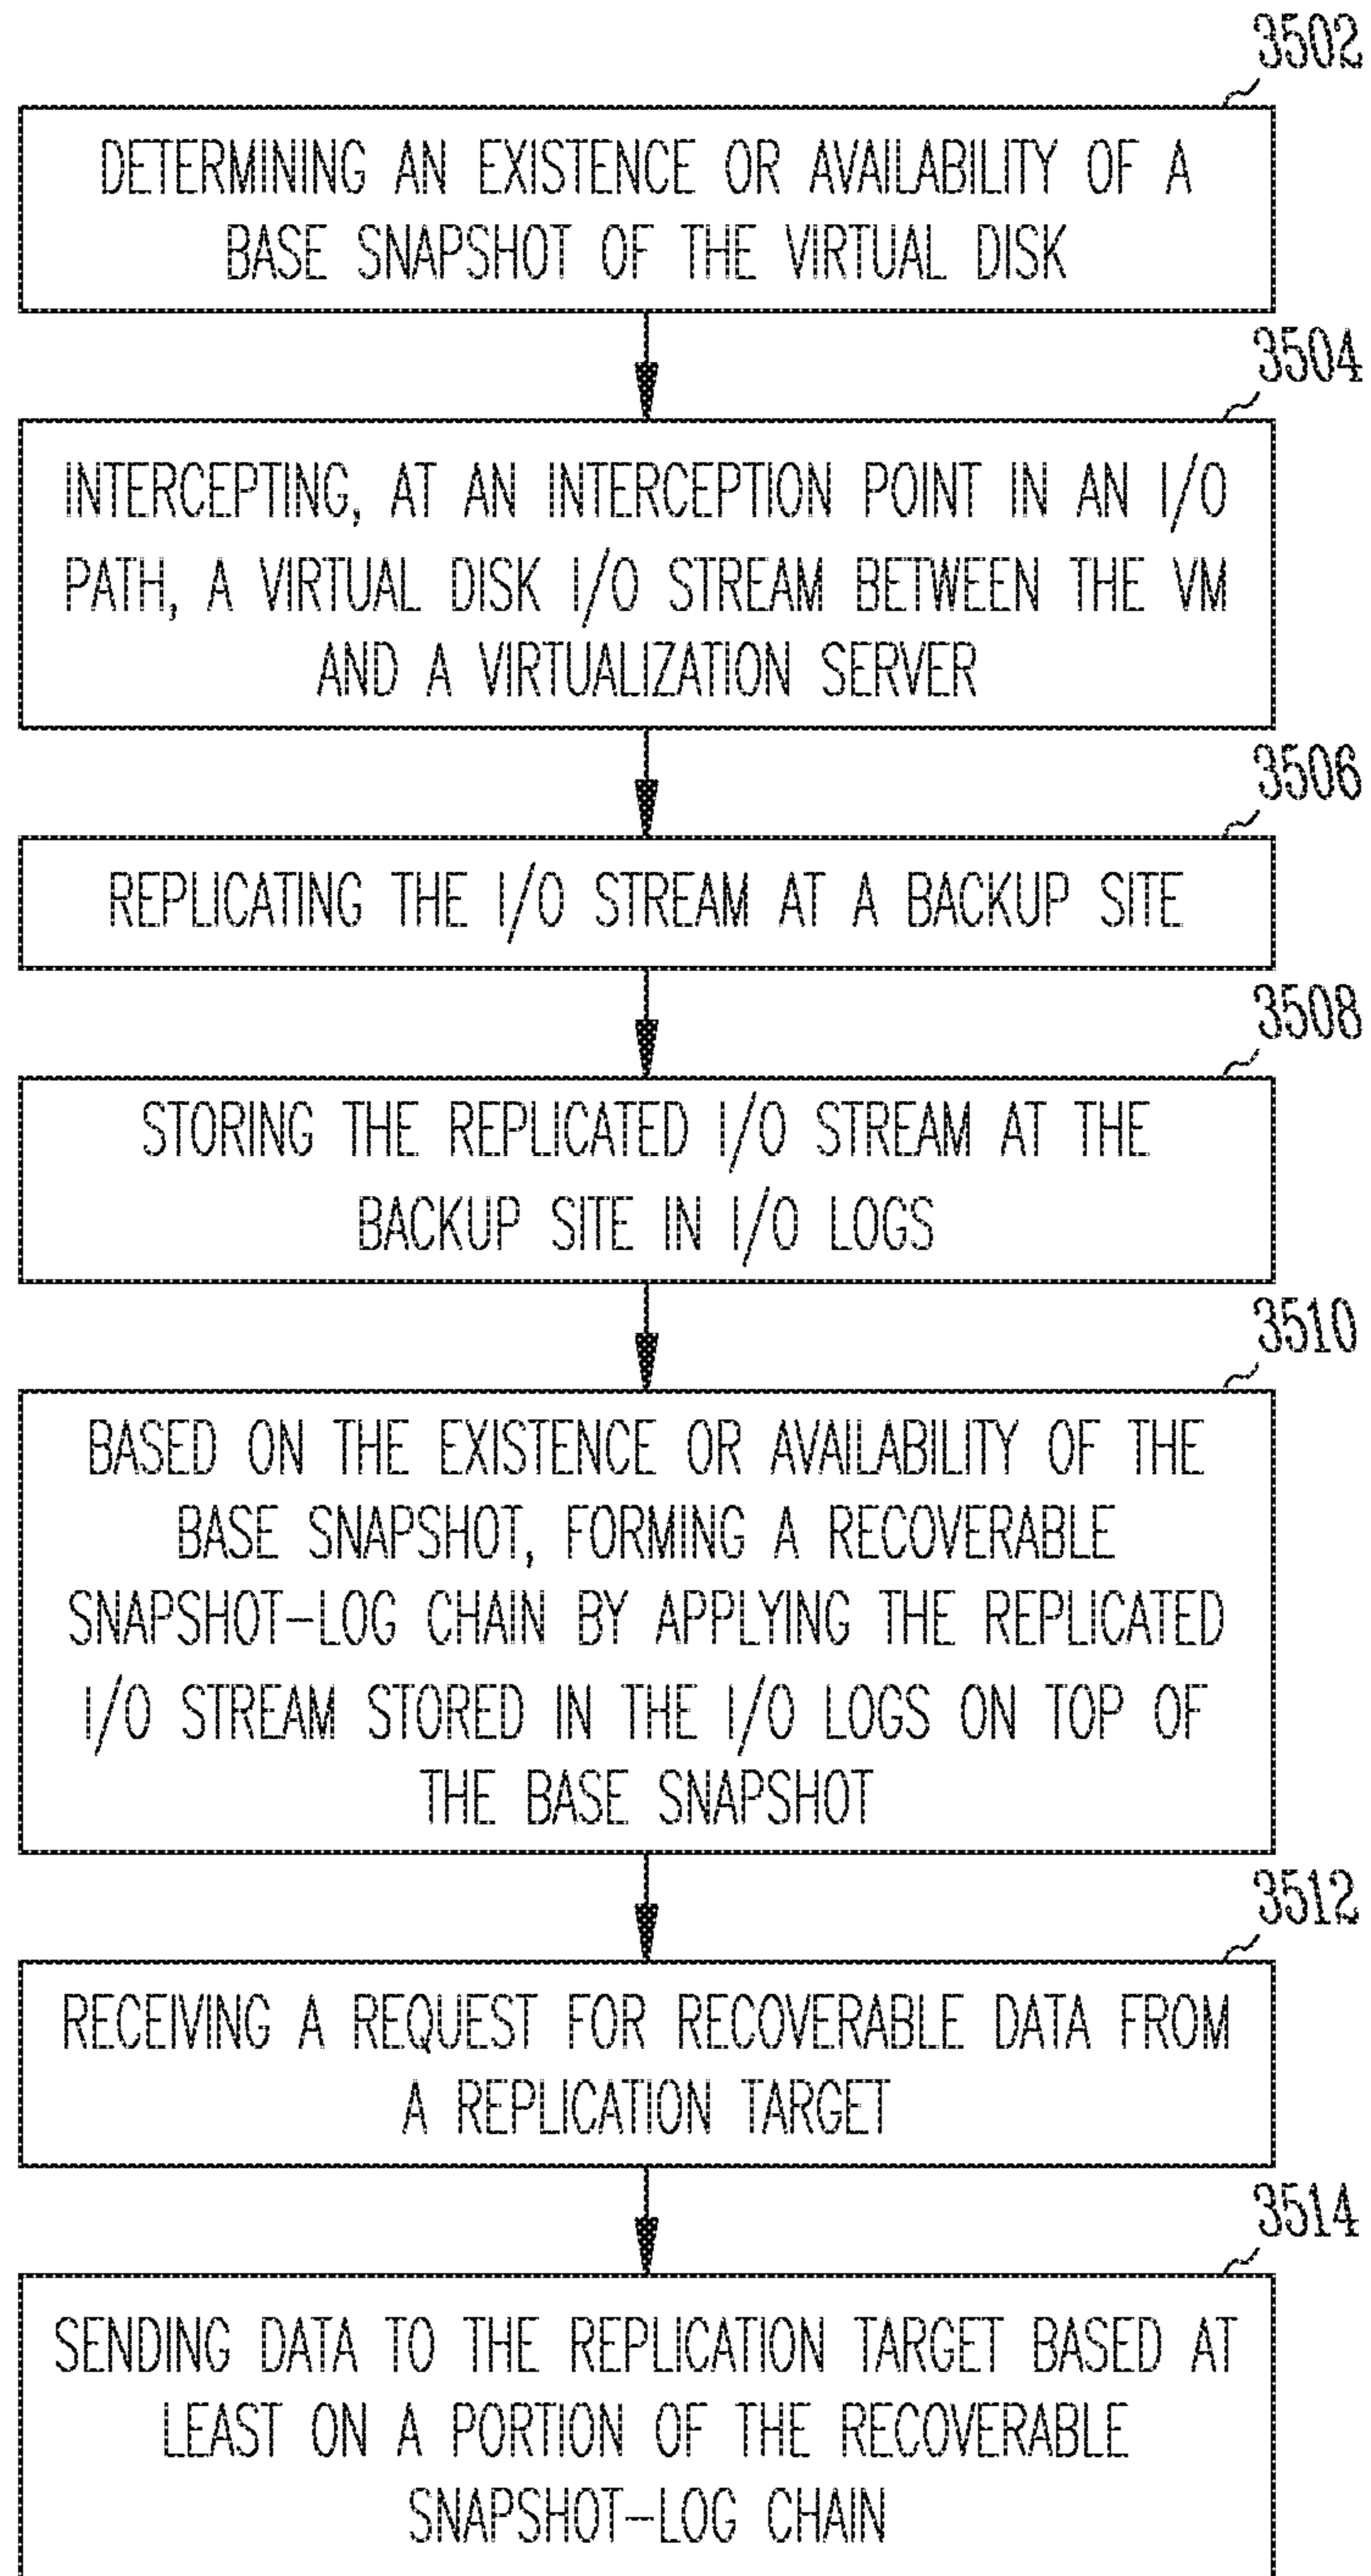 3502
DETERMINING AN EXISTENCE OR AVAILABILITY OF A
BASE SNAPSHOT OF THE VIRTUAL DISK
3504
INTERCEPTING, AT AN INTERCEPTION POINT IN AN I/O
PATH, A VIRTUAL DISK I/O STREAM BETWEEN THE VM
AND A VIRTUALIZATION SERVER
3506
REPLICATING THE I/O STREAM AT A BACKUP SITE
3508
STORING THE REPLICATED I/O STREAM AT THE
BACKUP SITE IN I/O LOGS
3510
BASED ON THE EXISTENCE OR AVAILABILITY OF THE
BASE SNAPSHOT, FORMING A RECOVERABLE
SNAPSHOT-LOG CHAIN BY APPLYING THE REPLICATED
I/O STREAM STORED IN THE I/O LOGS ON TOP OF
THE BASE SNAPSHOT
3512
RECEIVING A REQUEST FOR RECOVERABLE DATA FROM
A REPLICATION TARGET
3514
SENDING DATA TO THE REPLICATION TARGET BASED AT
LEAST ON A PORTION OF THE RECOVERABLE
SNAPSHOT-LOG CHAIN